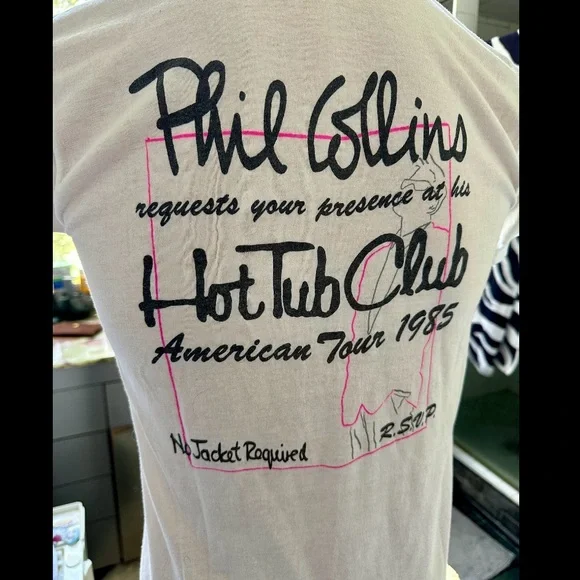 Phil Collins
requests your presence at his
Hot Tub Club
American Tour 1985
R.S.V.P.
No Jacket Required